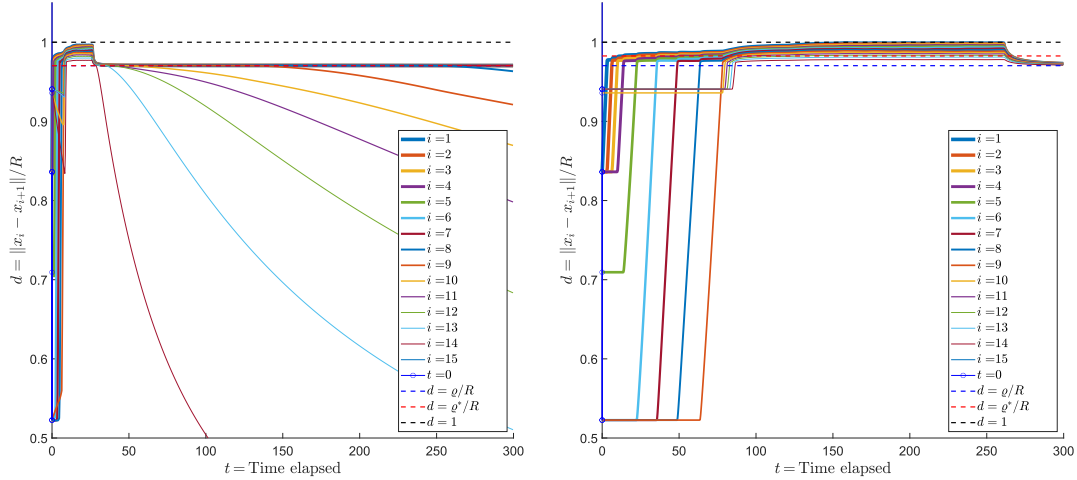 1
0.9
0.8
0.7
0.6
0.5
0
50
100
150
200
250
300
t = Time elapsed
d = ||x_i − x_{i+1}||/R
i =1
i =2
i =3
i =4
i =5
i =6
i =7
i =8
i =9
i =10
i =11
i =12
i =13
i =14
i =15
t =0
d = ϱ/R
d = ϱ*/R
d = 1
1
0.9
0.8
0.7
0.6
0.5
0
50
100
150
200
250
300
t = Time elapsed
d = ||x_i − x_{i+1}||/R
i =1
i =2
i =3
i =4
i =5
i =6
i =7
i =8
i =9
i =10
i =11
i =12
i =13
i =14
i =15
t =0
d = ϱ/R
d = ϱ*/R
d = 1